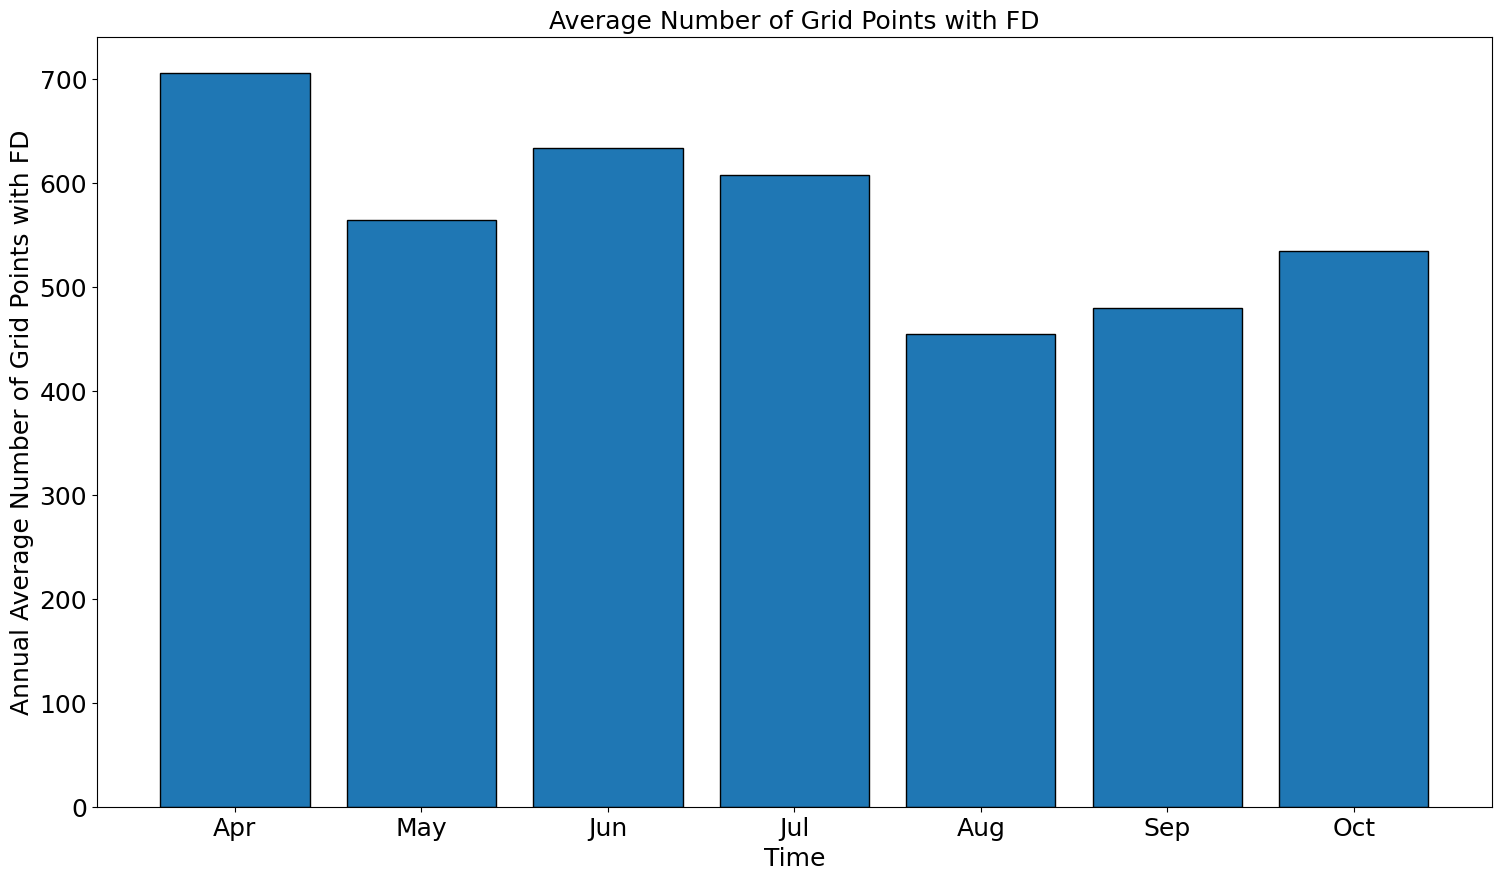 Average Number of Grid Points with FD
Annual Average Number of Grid Points with FD
700
600
500
400
300
200
100
0
Apr May Jun Jul Aug Sep Oct
Time